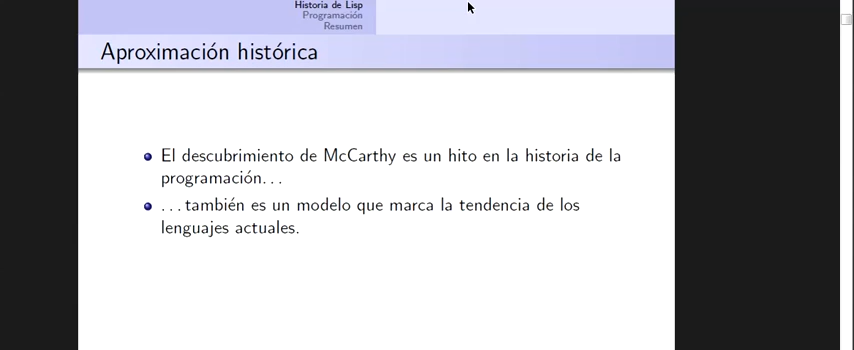 Historia de Lisp
Programación
Resumen
Aproximación histórica
El descubrimiento de McCarthy es un hito en la historia de la
programación...
...también es un modelo que marca la tendencia de los
lenguajes actuales.